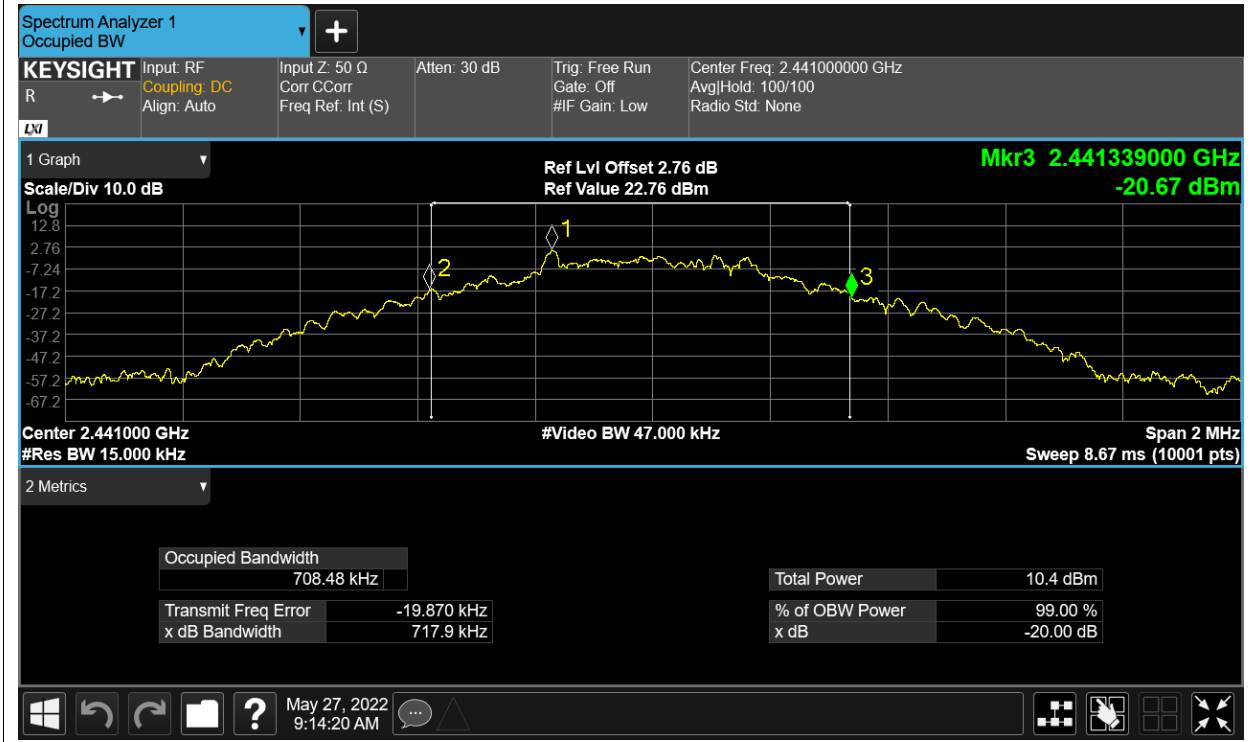 Spectrum Analyzer 1
Occupied BW
KEYSIGHT
R
LXI
Input: RF
Coupling: DC
Align: Auto
Input Z: 50 Ω
Corr CCorr
Freq Ref: Int (S)
Atten: 30 dB
Trig: Free Run
Gate: Off
#IF Gain: Low
Center Freq: 2.441000000 GHz
Avg|Hold: 100/100
Radio Std: None
1 Graph
Scale/Div 10.0 dB
Ref Lvl Offset 2.76 dB
Ref Value 22.76 dBm
Mkr3 2.441339000 GHz
-20.67 dBm
Log
12.8
2.76
-7.24
-17.2
-27.2
-37.2
-47.2
-57.2
-67.2
1
2
3
Center 2.441000 GHz
#Video BW 47.000 kHz
Span 2 MHz
#Res BW 15.000 kHz
Sweep 8.67 ms (10001 pts)
2 Metrics
Occupied Bandwidth
708.48 kHz
Total Power 10.4 dBm
Transmit Freq Error -19.870 kHz
% of OBW Power 99.00 %
x dB Bandwidth 717.9 kHz
x dB -20.00 dB
?
May 27, 2022
9:14:20 AM